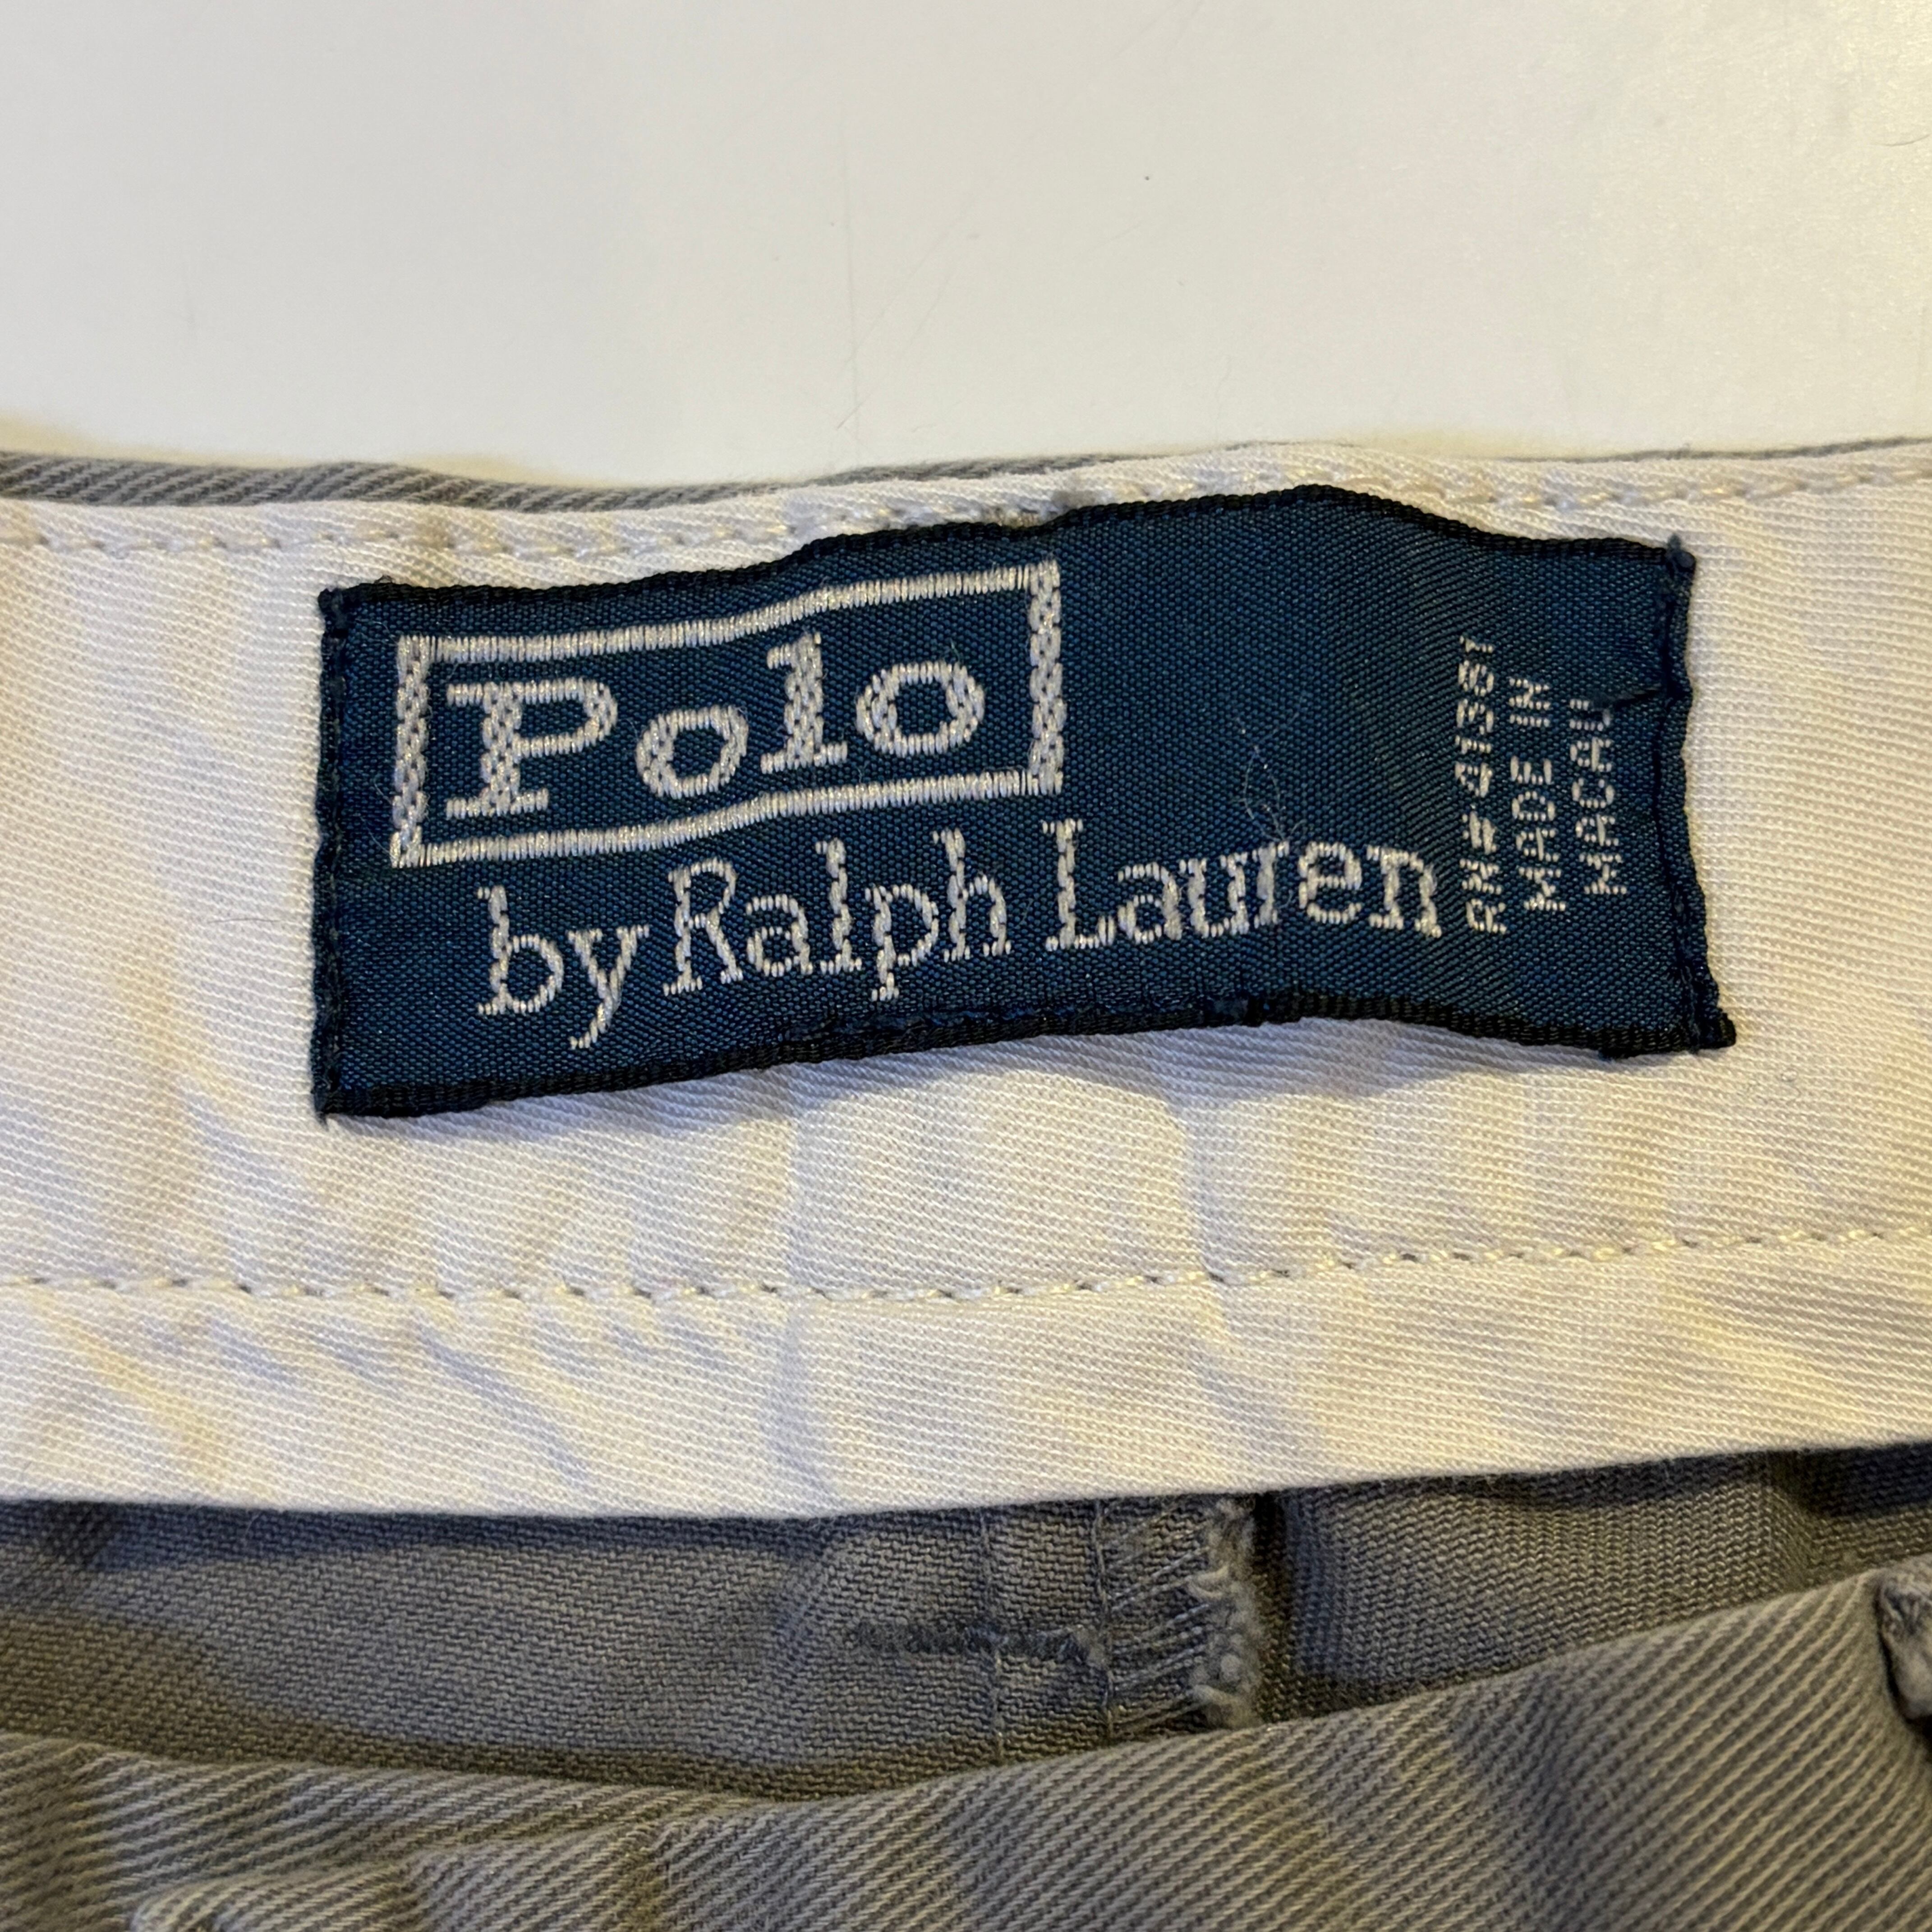 Polo
by Ralph Lauren
RN#41381
MADE IN
MACAU